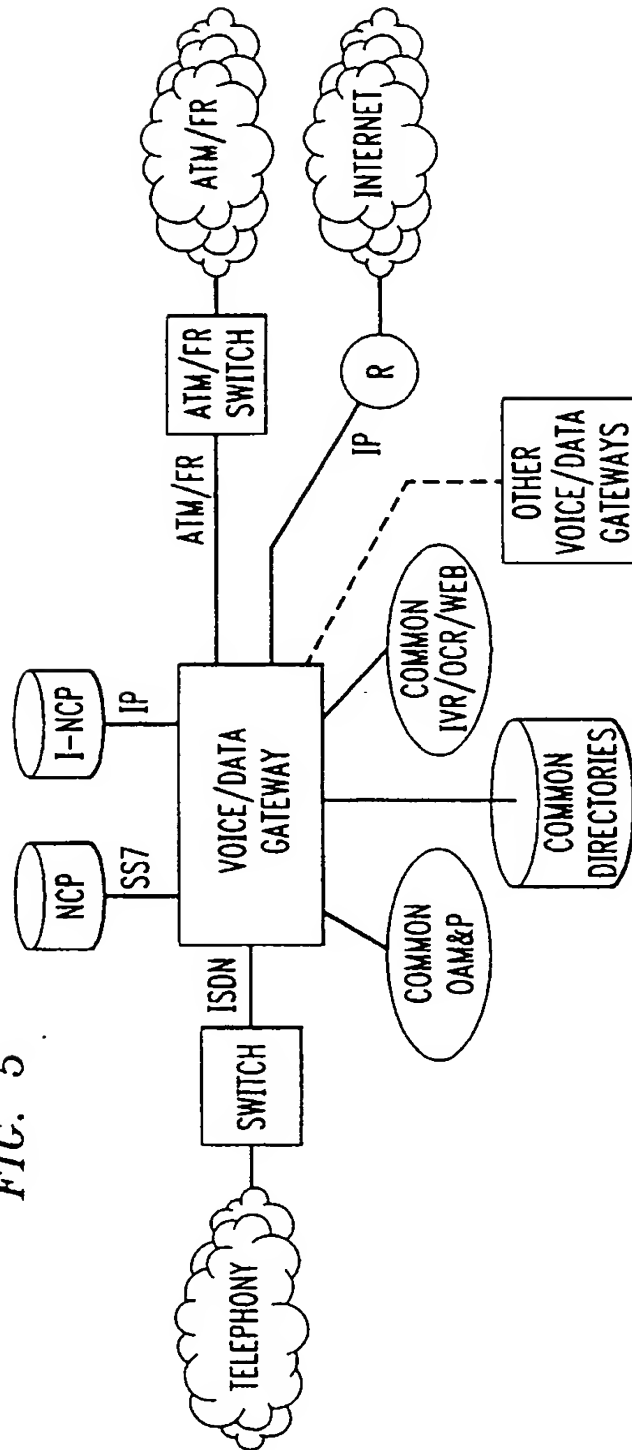 FIG. 5
NCP
I-NCP
SS7
IP
TELEPHONY
SWITCH
ISDN
VOICE/DATA
GATEWAY
ATM/FR
ATM/FR
SWITCH
ATM/FR
IP
R
INTERNET
COMMON
OAM&P
COMMON
DIRECTORIES
COMMON
IVR/OCR/WEB
OTHER
VOICE/DATA
GATEWAYS